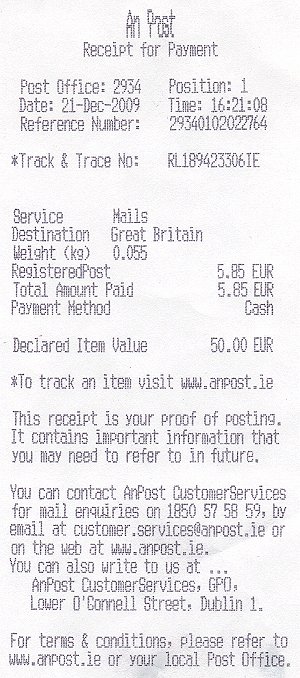 An Post
Receipt for Payment
Post Office: 2934 Position: 1
Date: 21-Dec-2009 Time: 16:21:08
Reference Number: 29340102022764
*Track & Trace No: RL189423306IE
Service Mails
Destination Great Britain
Weight (kg) 0.055
RegisteredPost 5.85 EUR
Total Amount Paid 5.85 EUR
Payment Method Cash
Declared Item Value 50.00 EUR
*To track an item visit www.anpost.ie
This receipt is your proof of posting.
It contains important information that
you may need to refer to in future.
You can contact AnPost CustomerServices
for mail enquiries on 1850 57 58 59, by
email at customer.services@anpost.ie or
on the web at www.anpost.ie.
You can also write to us at ...
AnPost CustomerServices, GPO,
Lower O'Connell Street, Dublin 1.
For terms & conditions, please refer to
www.anpost.ie or your local Post Office.